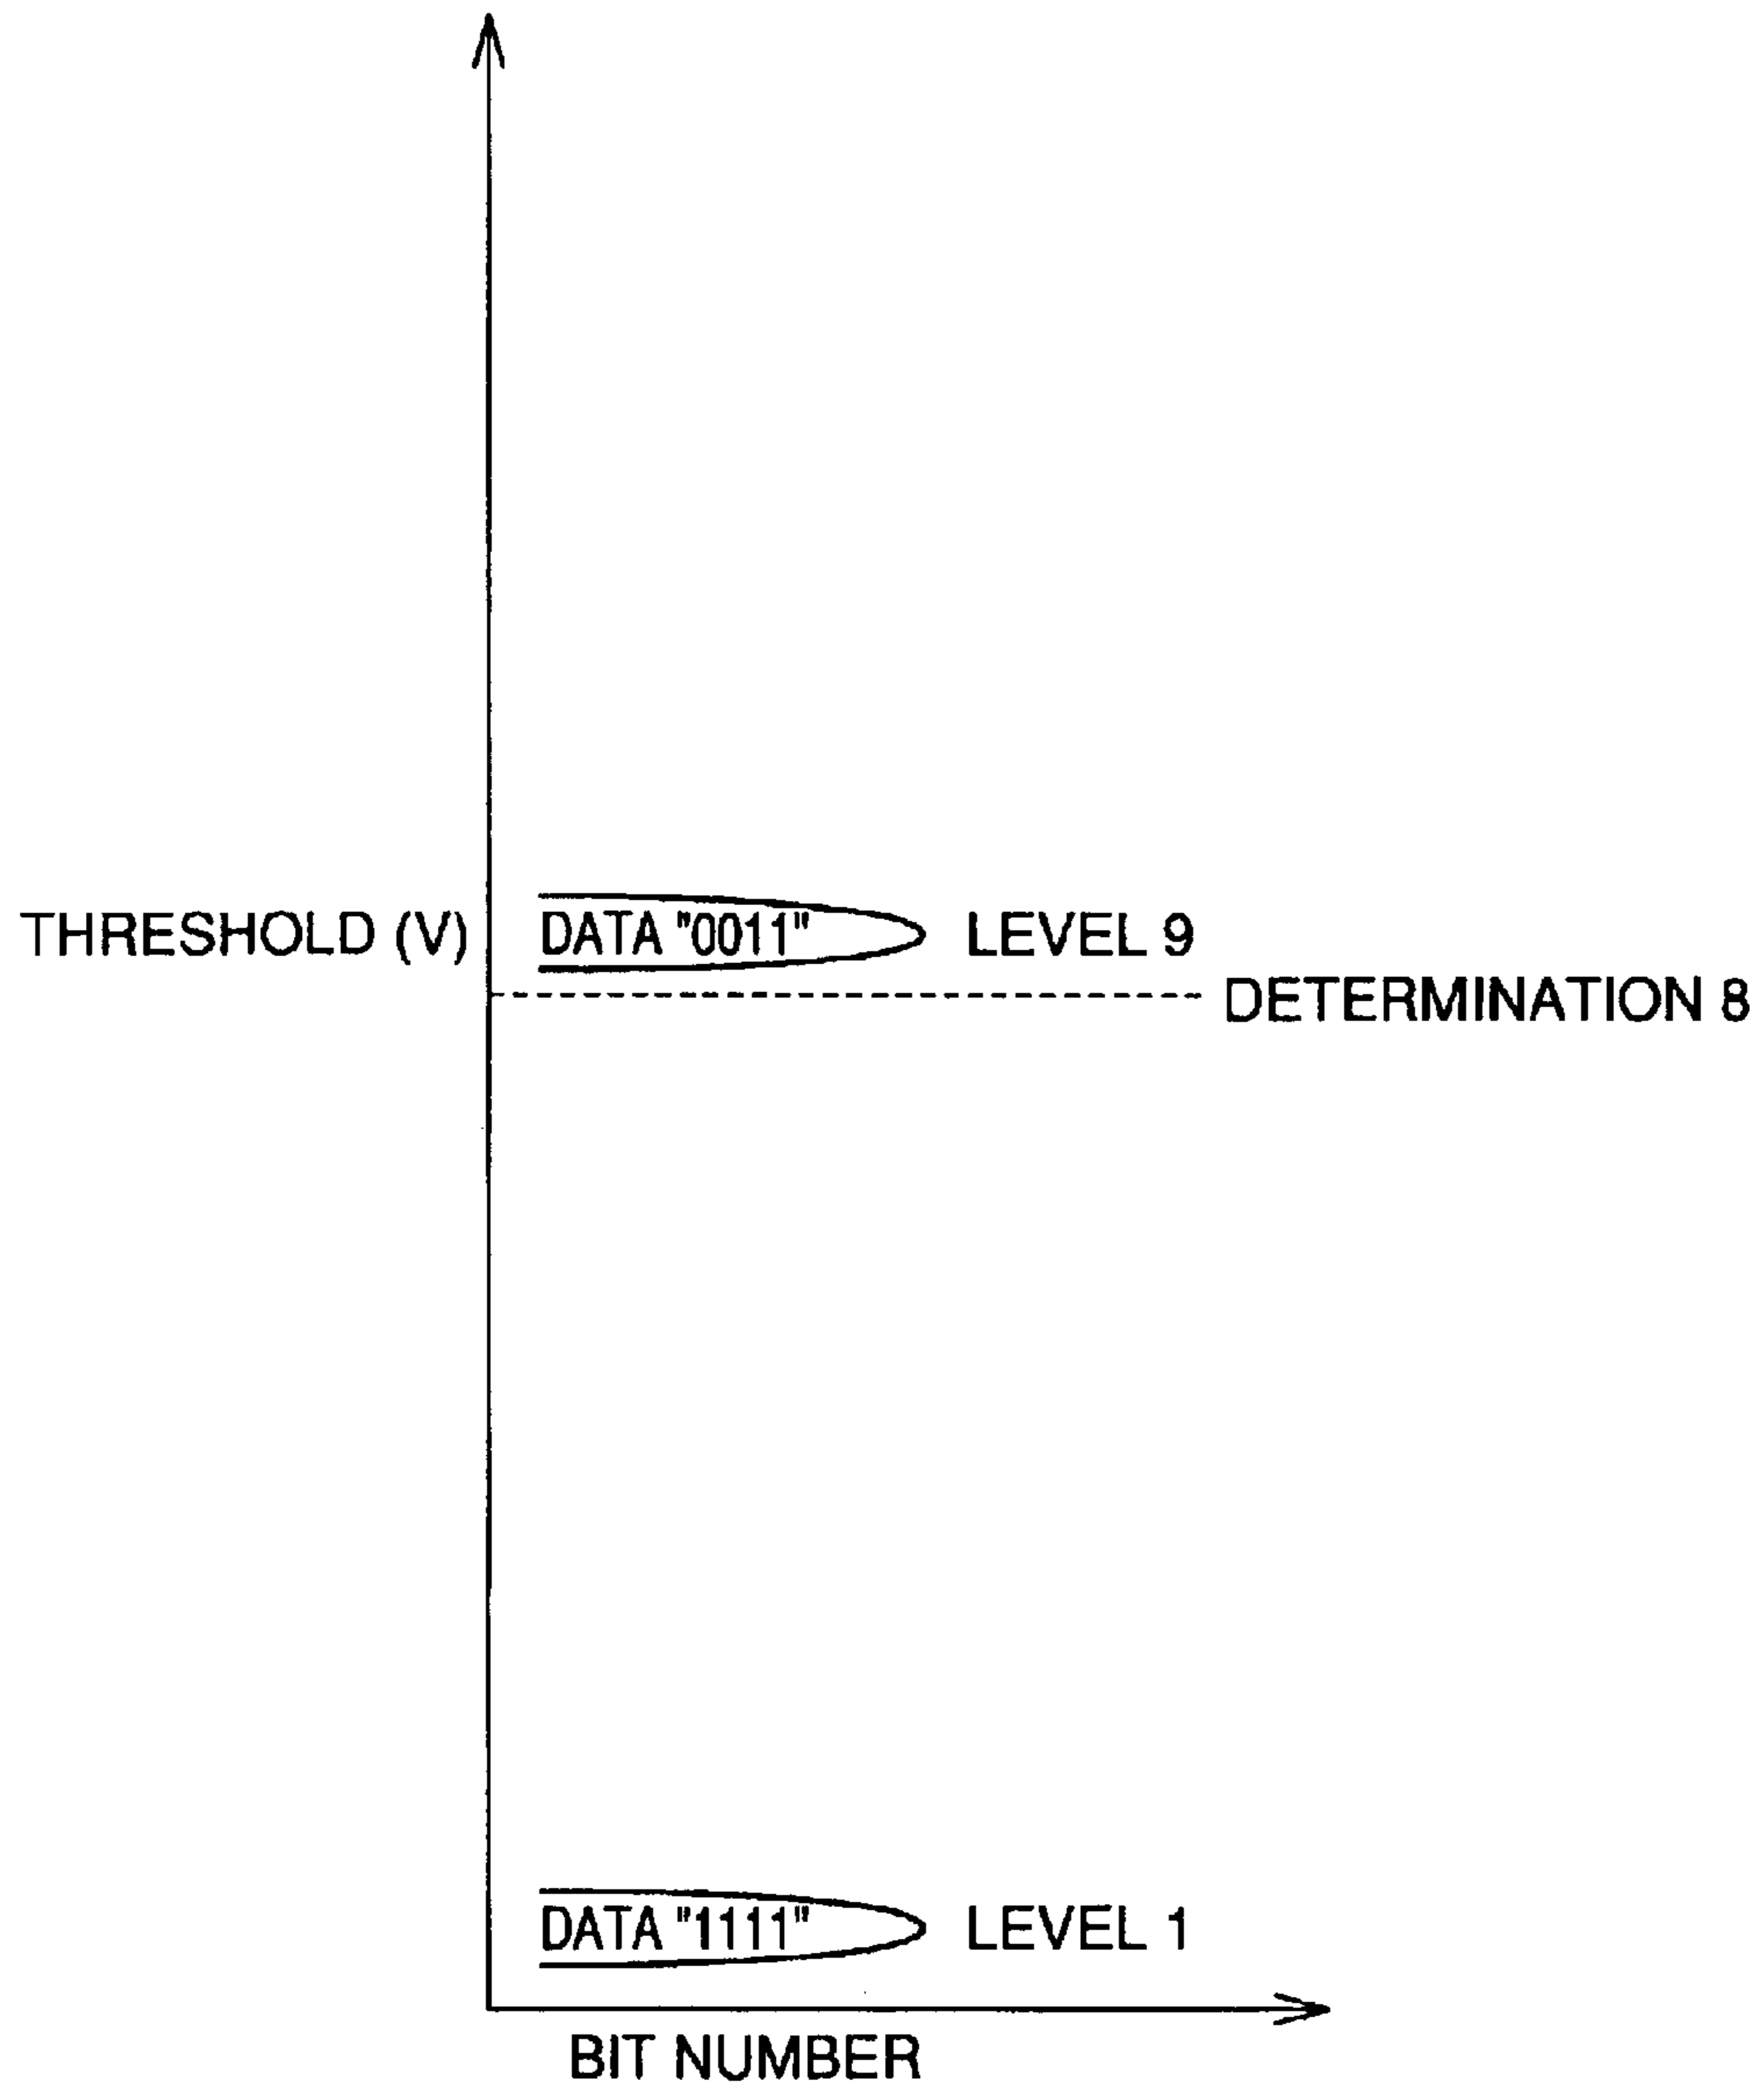 THRESHOLD (V)
DATA "0011"
LEVEL 9
DETERMINATION 8
DATA "1111"
LEVEL 1
BIT NUMBER